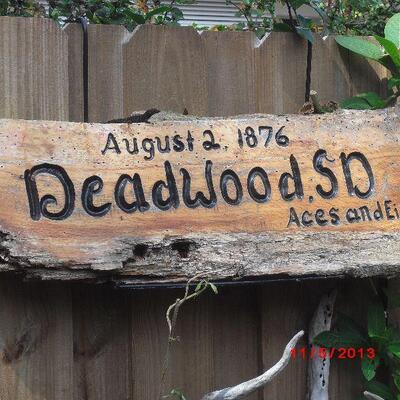 August 2, 1876
Deadwood, SD
Aces and Ei
11/5/2013